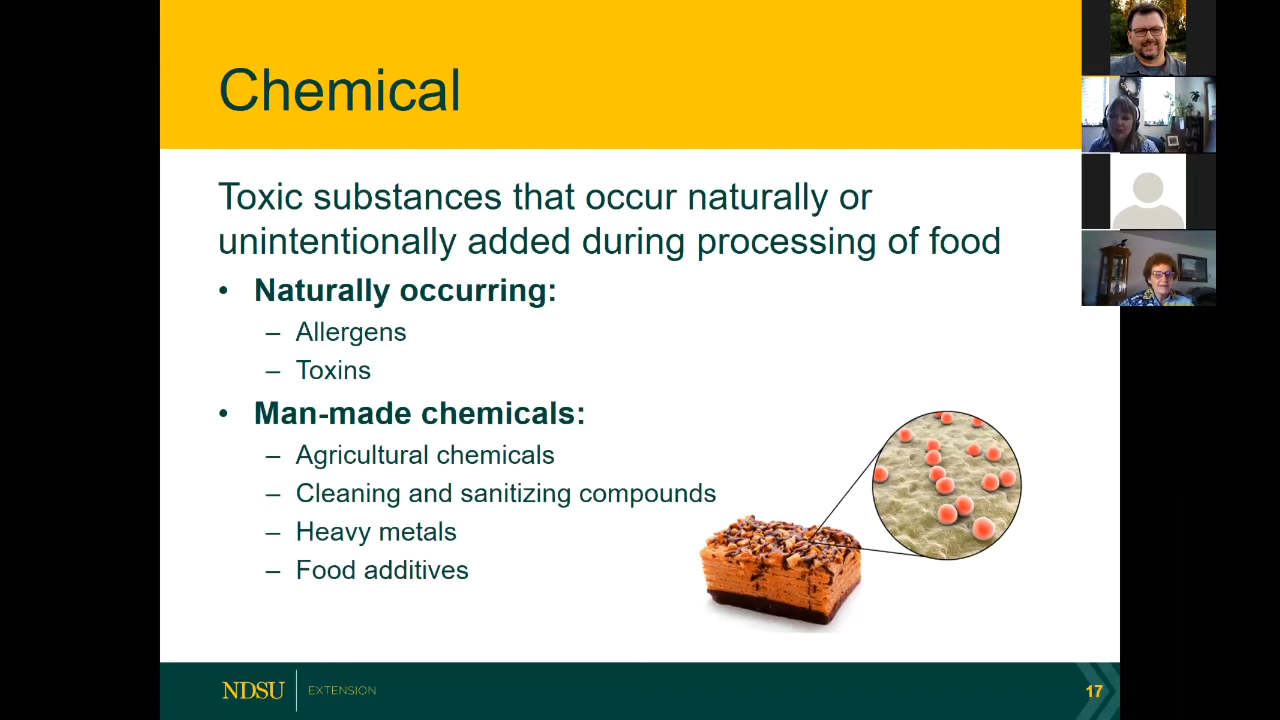 Chemical
Toxic substances that occur naturally or
unintentionally added during processing of food
• Naturally occurring:
– Allergens
– Toxins
• Man-made chemicals:
– Agricultural chemicals
– Cleaning and sanitizing compounds
– Heavy metals
– Food additives
NDSU EXTENSION
17